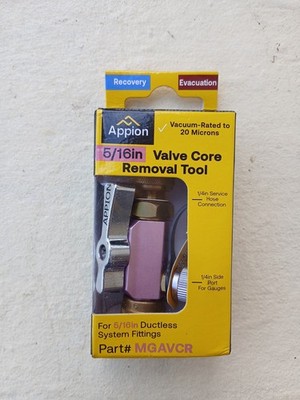 Recovery
Evacuation
Appion
Vacuum-Rated to
20 Microns
5/16in Valve Core
Removal Tool
1/4in Service
Hose
Connection
APPION
1/4in Side
Port
For Gauges
For 5/16in Ductless
System Fittings
Part# MGAVCR